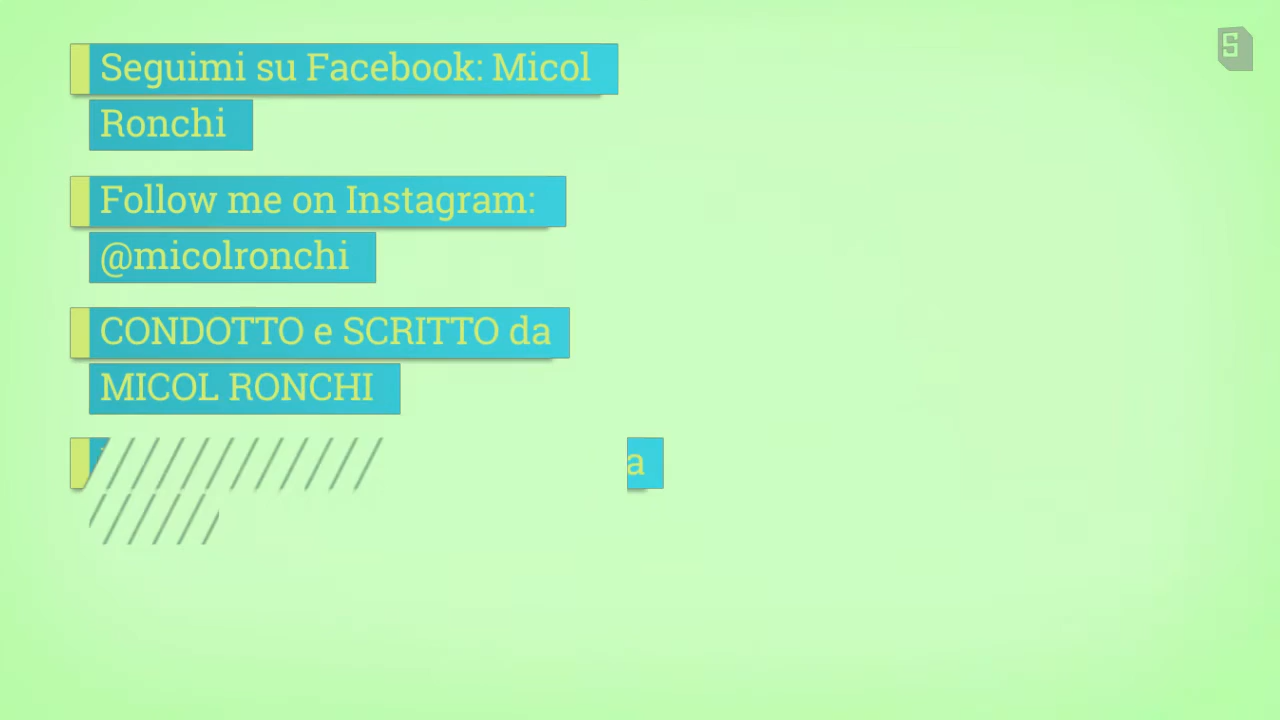 Seguimi su Facebook: Micol
Ronchi
Follow me on Instagram:
@micolronchi
CONDOTTO e SCRITTO da
MICOL RONCHI
S